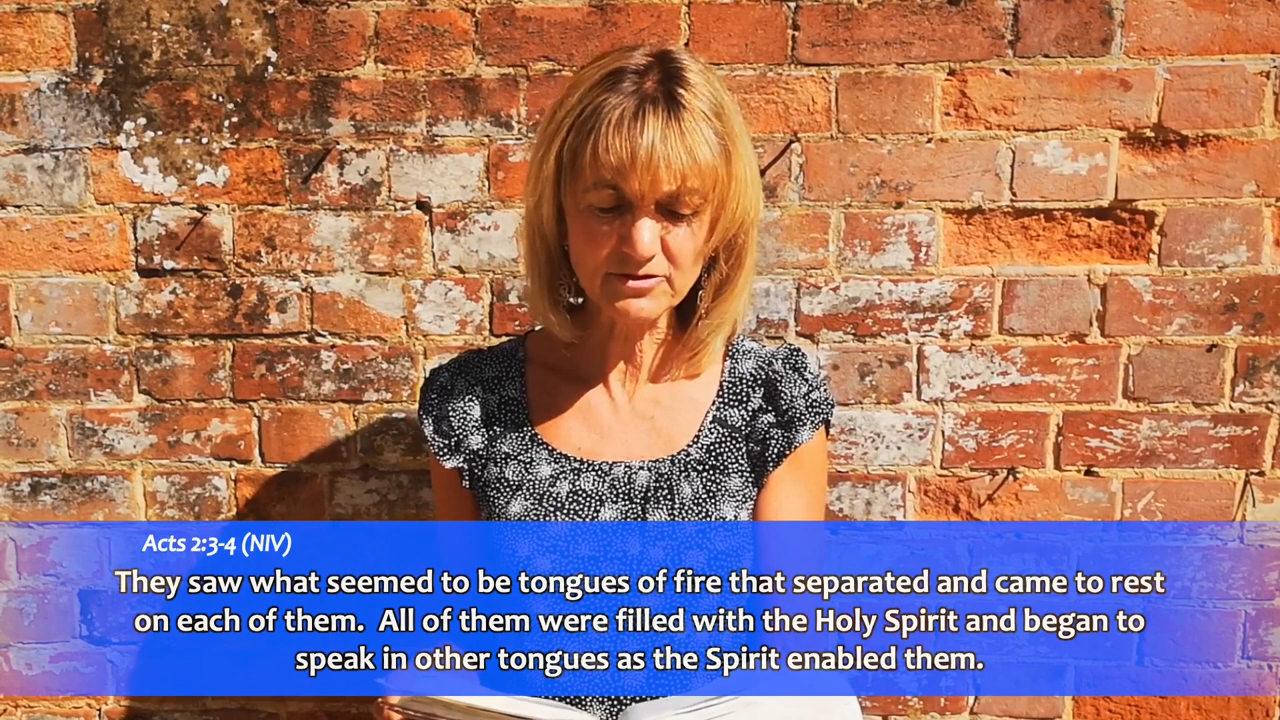 Acts 2:3-4 (NIV)
They saw what seemed to be tongues of fire that separated and came to rest
on each of them.  All of them were filled with the Holy Spirit and began to
speak in other tongues as the Spirit enabled them.